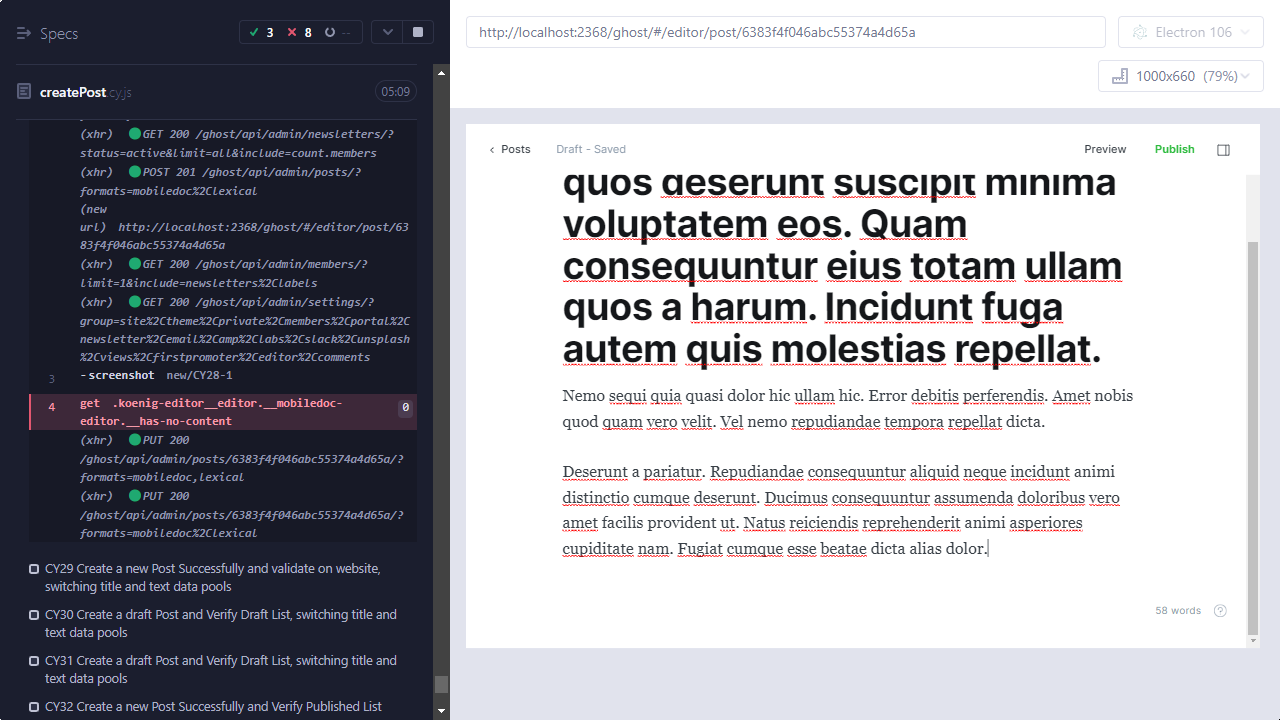 Specs
3 8 --
createPost.cy.js 05:09
(xhr) GET 200 /ghost/api/admin/newsletters/?
status=active&limit=all&include=count.members
(xhr) POST 201 /ghost/api/admin/posts/?
formats=mobiledoc%2Clexical
(new
url) http://localhost:2368/ghost/#/editor/post/63
83f4f046abc55374a4d65a
(xhr) GET 200 /ghost/api/admin/members/?
limit=1&include=newsletters%2Clabels
(xhr) GET 200 /ghost/api/admin/settings/?
group=site%2Ctheme%2Cprivate%2Cmembers%2Cportal%2C
newsletter%2Cemail%2Camp%2Clabs%2Cslack%2Cunsplash
%2Cviews%2Cfirstpromoter%2Ceditor%2Ccomments
3 -screenshot new/CY28-1
4 get .koenig-editor__editor.__mobiledoc- 0
editor.__has-no-content
(xhr) PUT 200
/ghost/api/admin/posts/6383f4f046abc55374a4d65a/?
formats=mobiledoc,lexical
(xhr) PUT 200
/ghost/api/admin/posts/6383f4f046abc55374a4d65a/?
formats=mobiledoc%2Clexical
CY29 Create a new Post Successfully and validate on website,
switching title and text data pools
CY30 Create a draft Post and Verify Draft List, switching title and
text data pools
CY31 Create a draft Post and Verify Draft List, switching title and
text data pools
CY32 Create a new Post Successfully and Verify Published List
http://localhost:2368/ghost/#/editor/post/6383f4f046abc55374a4d65a
Electron 106
1000x660 (79%)
Posts Draft - Saved Preview Publish
quos deserunt suscipit minima
voluptatem eos. Quam
consequuntur eius totam ullam
quos a harum. Incidunt fuga
autem quis molestias repellat.
Nemo sequi quia quasi dolor hic ullam hic. Error debitis perferendis. Amet nobis
quod quam vero velit. Vel nemo repudiandae tempora repellat dicta.
Deserunt a pariatur. Repudiandae consequuntur aliquid neque incidunt animi
distinctio cumque deserunt. Ducimus consequuntur assumenda doloribus vero
amet facilis provident ut. Natus reiciendis reprehenderit animi asperiores
cupiditate nam. Fugiat cumque esse beatae dicta alias dolor.
58 words ?